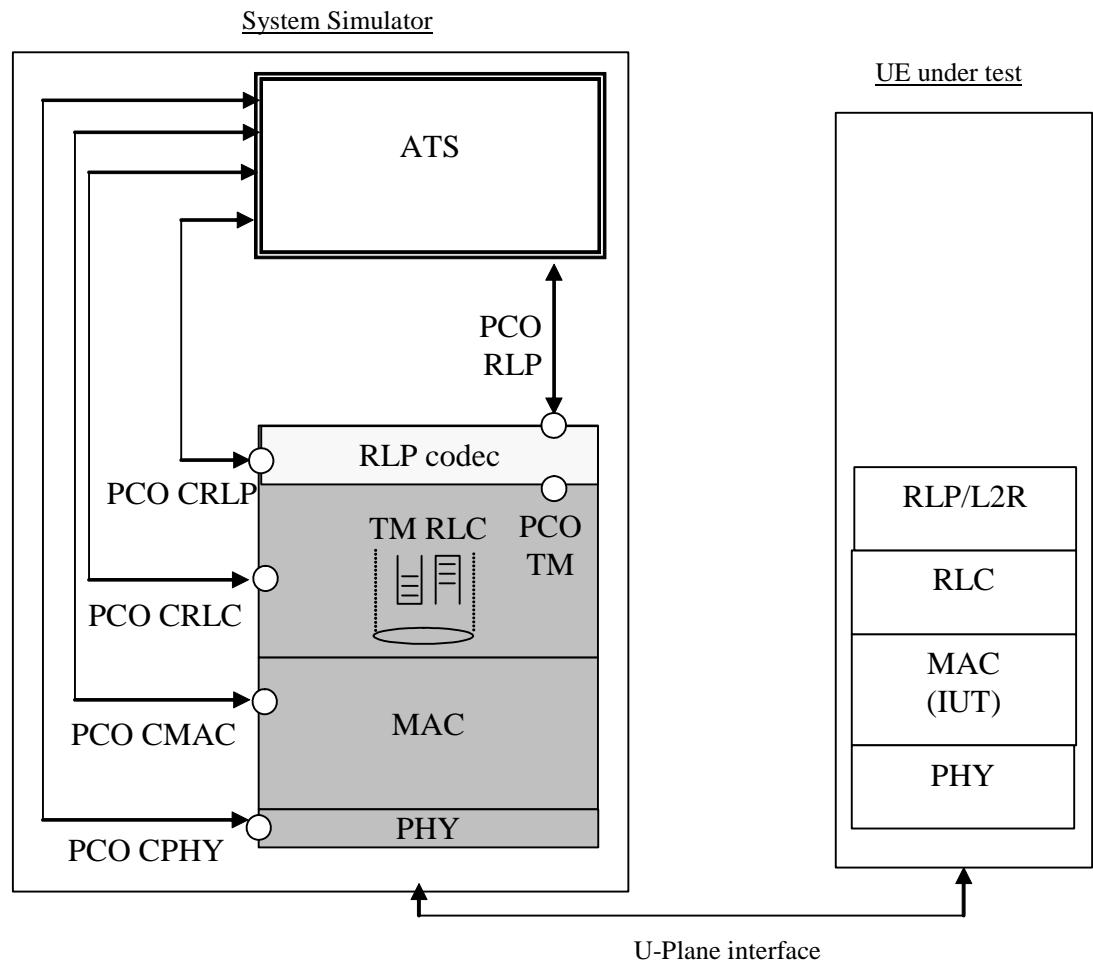 System Simulator
UE under test
ATS
PCO
RLP
RLP codec
PCO CRLP
TM RLC
PCO
TM
PCO CRLC
MAC
PCO CMAC
PHY
PCO CPHY
RLP/L2R
RLC
MAC
(IUT)
PHY
U-Plane interface